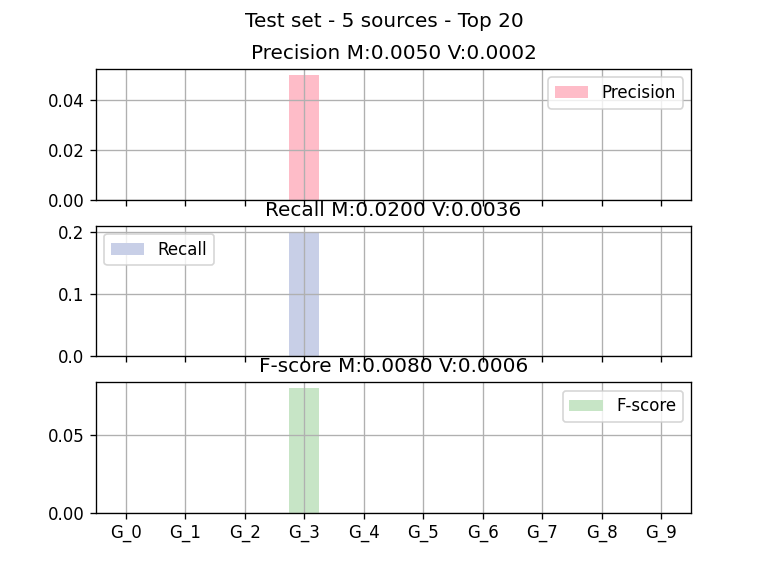 Test set - 5 sources - Top 20
Precision M:0.0050 V:0.0002
0.04
0.02
0.00
Precision
Recall M:0.0200 V:0.0036
0.2
0.1
0.0
Recall
F-score M:0.0080 V:0.0006
0.05
0.00
F-score
G_0 G_1 G_2 G_3 G_4 G_5 G_6 G_7 G_8 G_9